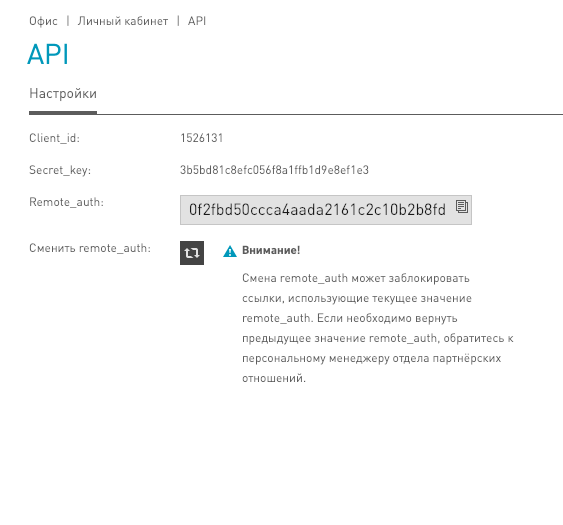 Офис | Личный кабинет | API
API
Настройки
Client_id: 1526131
Secret_key: 3b5bd81c8efc056f8a1ffb1d9e8ef1e3
Remote_auth: 0f2fbd50ccca4aada2161c2c10b2b8fd
Сменить remote_auth: Внимание!
Смена remote_auth может заблокировать
ссылки, использующие текущее значение
remote_auth. Если необходимо вернуть
предыдущее значение remote_auth, обратитесь к
персональному менеджеру отдела партнёрских
отношений.